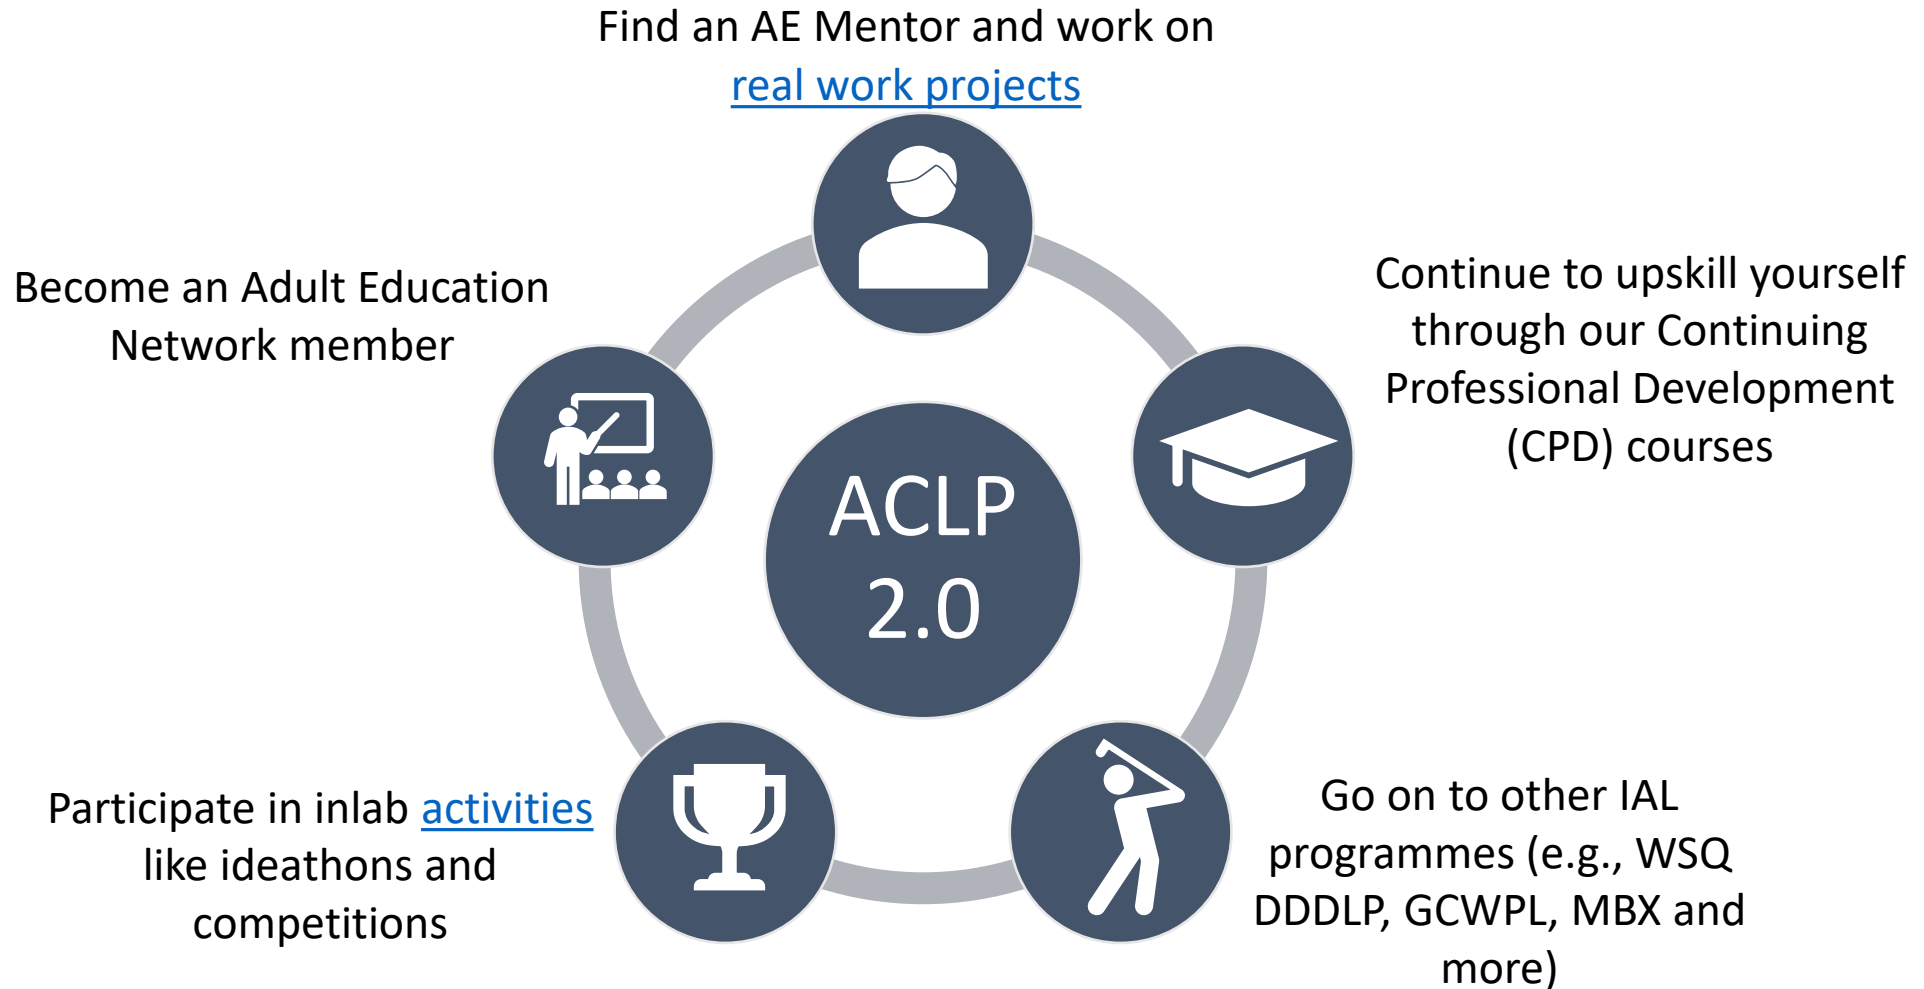 Find an AE Mentor and work on
real work projects
Become an Adult Education
Network member
Continue to upskill yourself
through our Continuing
Professional Development
(CPD) courses
ACLP
2.0
Participate in inlab activities
like ideathons and
competitions
Go on to other IAL
programmes (e.g., WSQ
DDDLP, GCWPL, MBX and
more)